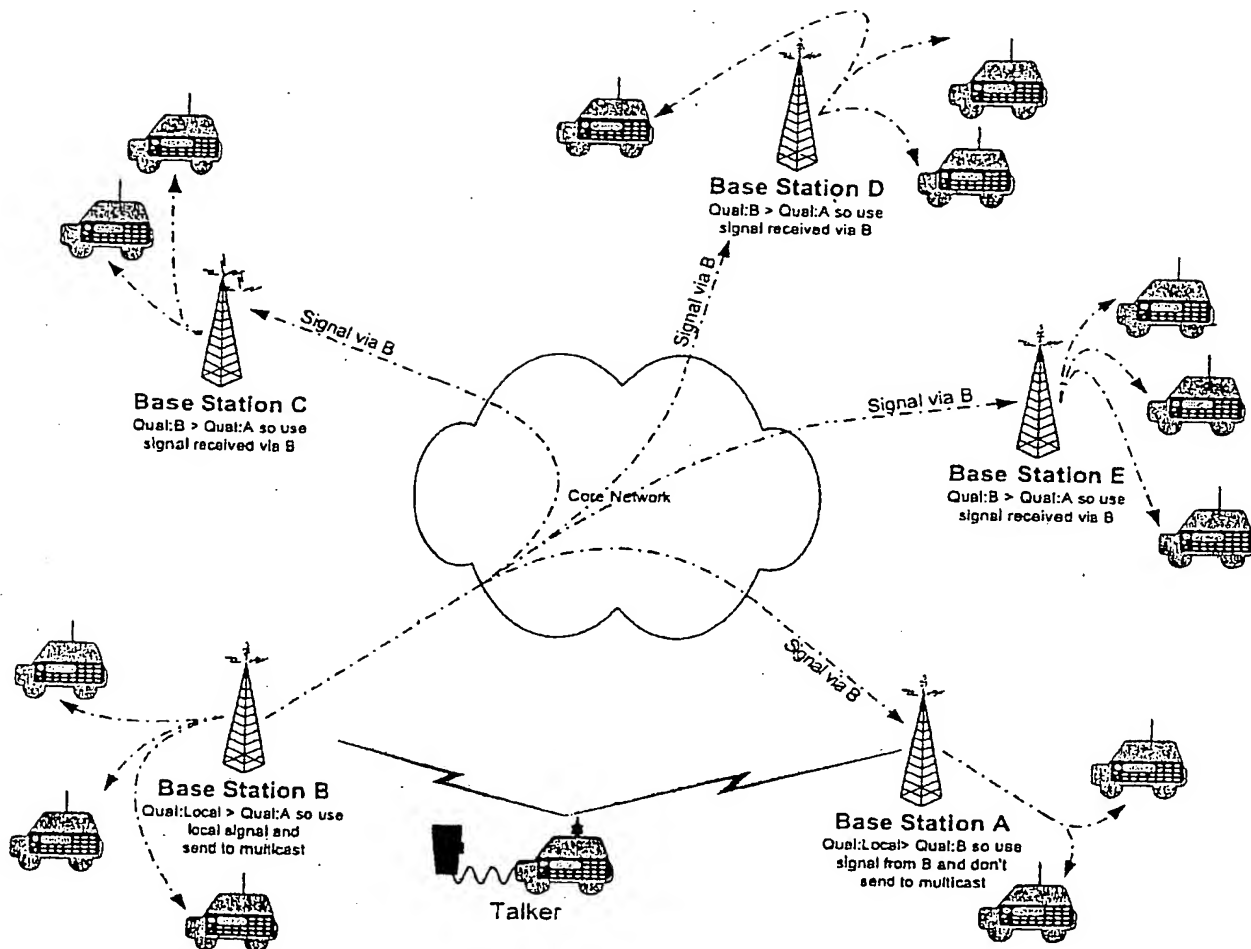 Base Station D
Qual:B > Qual:A so use
signal received via B
Signal via B
Signal via B
Base Station C
Qual:B > Qual:A so use
signal received via B
Signal via B
Base Station E
Qual:B > Qual:A so use
signal received via B
Core Network
Signal via B
Base Station B
Qual:Local > Qual:A so use
local signal and
send to multicast
Base Station A
Qual:Local> Qual:B so use
signal from B and don't
send to multicast
Talker